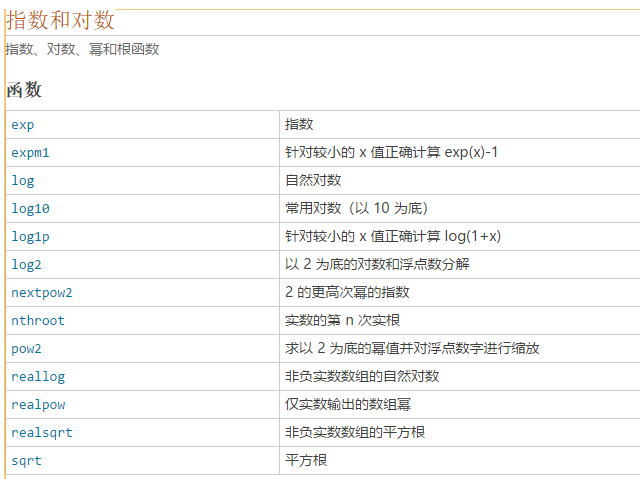 指数和对数
指数、对数、幂和根函数
函数
exp 指数
expm1 针对较小的 x 值正确计算 exp(x)-1
log 自然对数
log10 常用对数（以 10 为底）
log1p 针对较小的 x 值正确计算 log(1+x)
log2 以 2 为底的对数和浮点数分解
nextpow2 2 的更高次幂的指数
nthroot 实数的第 n 次实根
pow2 求以 2 为底的幂值并对浮点数字进行缩放
reallog 非负实数数组的自然对数
realpow 仅实数输出的数组幂
realsqrt 非负实数数组的平方根
sqrt 平方根